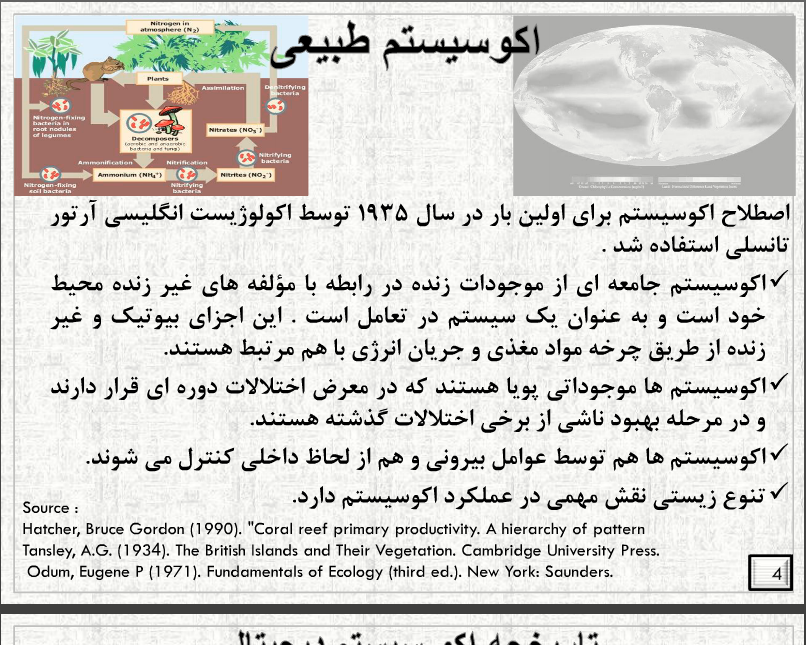 اکوسیستم طبیعی
Nitrogen in
atmosphere (N₂)
Plants
Assimilation
Denitrifying
bacteria
Nitrogen-fixing
bacteria in
root nodules
of legumes
Decomposers
(aerobic and anaerobic
bacteria and fungi)
Nitrates (NO₃⁻)
Nitrifying
bacteria
Ammonification
Nitrification
Ammonium (NH₄⁺)
Nitrites (NO₂⁻)
Nitrogen-fixing
soil bacteria
Nitrifying
bacteria
اصطلاح اکوسیستم برای اولین بار در سال ۱۹۳۵ توسط اکولوژیست انگلیسی آرتور
تانسلی استفاده شد .
✓اکوسیستم جامعه ای از موجودات زنده در رابطه با مؤلفه های غیر زنده محیط
خود است و به عنوان یک سیستم در تعامل است . این اجزای بیوتیک و غیر
زنده از طریق چرخه مواد مغذی و جریان انرژی با هم مرتبط هستند.
✓اکوسیستم ها موجوداتی پویا هستند که در معرض اختلالات دوره ای قرار دارند
و در مرحله بهبود ناشی از برخی اختلالات گذشته هستند.
✓اکوسیستم ها هم توسط عوامل بیرونی و هم از لحاظ داخلی کنترل می شوند.
✓تنوع زیستی نقش مهمی در عملکرد اکوسیستم دارد.
Source :
Hatcher, Bruce Gordon (1990). "Coral reef primary productivity. A hierarchy of pattern
Tansley, A.G. (1934). The British Islands and Their Vegetation. Cambridge University Press.
Odum, Eugene P (1971). Fundamentals of Ecology (third ed.). New York: Saunders.
4
تاریخچه اکوسیستم دیجیتال